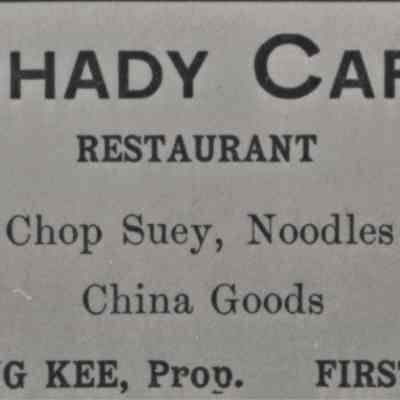 HADY CAF
RESTAURANT
Chop Suey, Noodles
China Goods
G KEE, Prop. FIRST